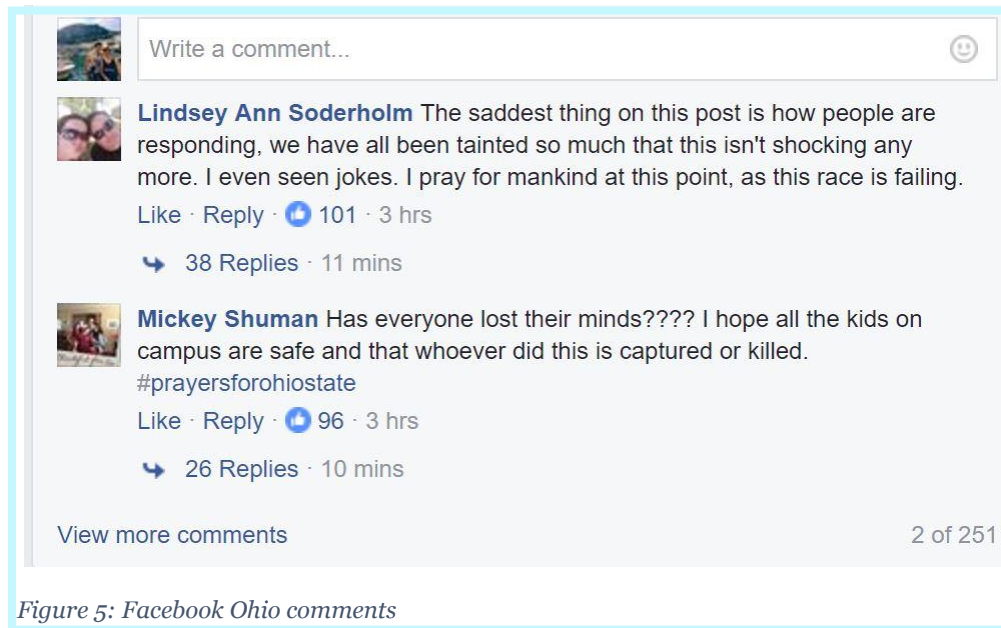 Write a comment...
Lindsey Ann Soderholm The saddest thing on this post is how people are
responding, we have all been tainted so much that this isn't shocking any
more. I even seen jokes. I pray for mankind at this point, as this race is failing.
Like · Reply · 101 · 3 hrs
38 Replies · 11 mins
Mickey Shuman Has everyone lost their minds???? I hope all the kids on
campus are safe and that whoever did this is captured or killed.
#prayersforohiostate
Like · Reply · 96 · 3 hrs
26 Replies · 10 mins
View more comments 2 of 251
Figure 5: Facebook Ohio comments